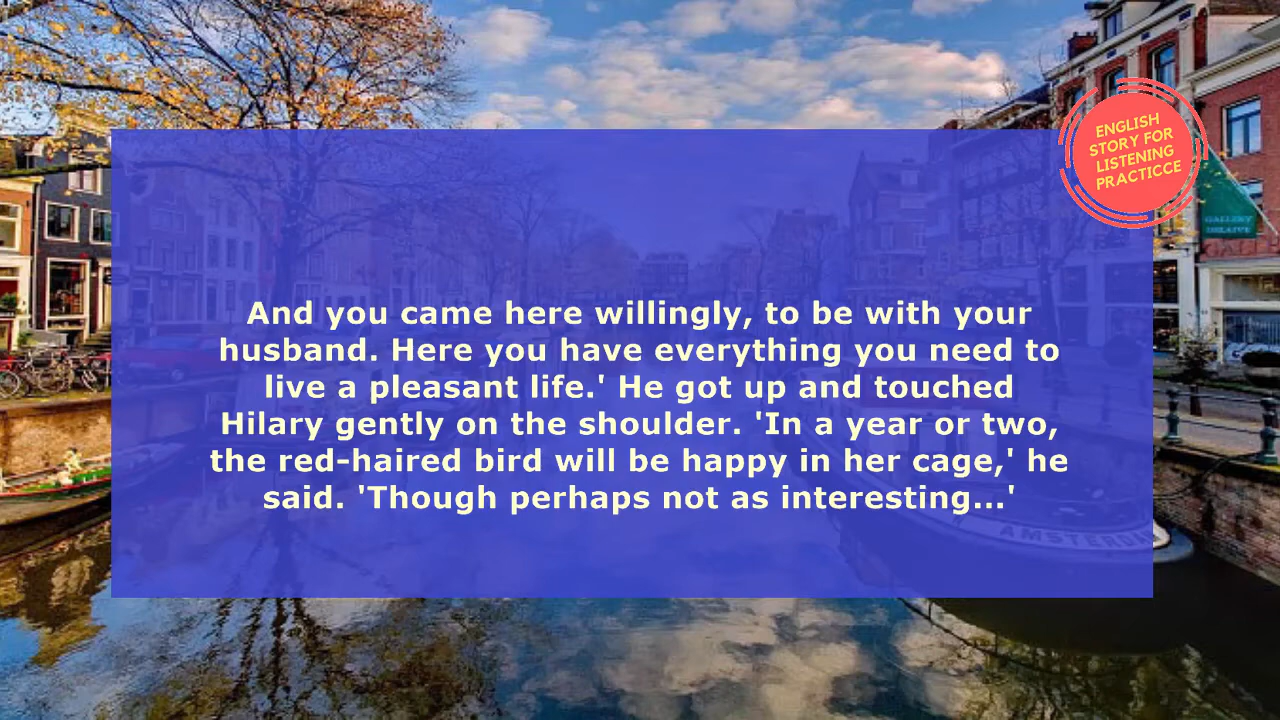 ENGLISH
STORY FOR
LISTENING
PRACTICCE
GALLERY
And you came here willingly, to be with your
husband. Here you have everything you need to
live a pleasant life.' He got up and touched
Hilary gently on the shoulder. 'In a year or two,
the red-haired bird will be happy in her cage,' he
said. 'Though perhaps not as interesting...'
AMSTERDAM